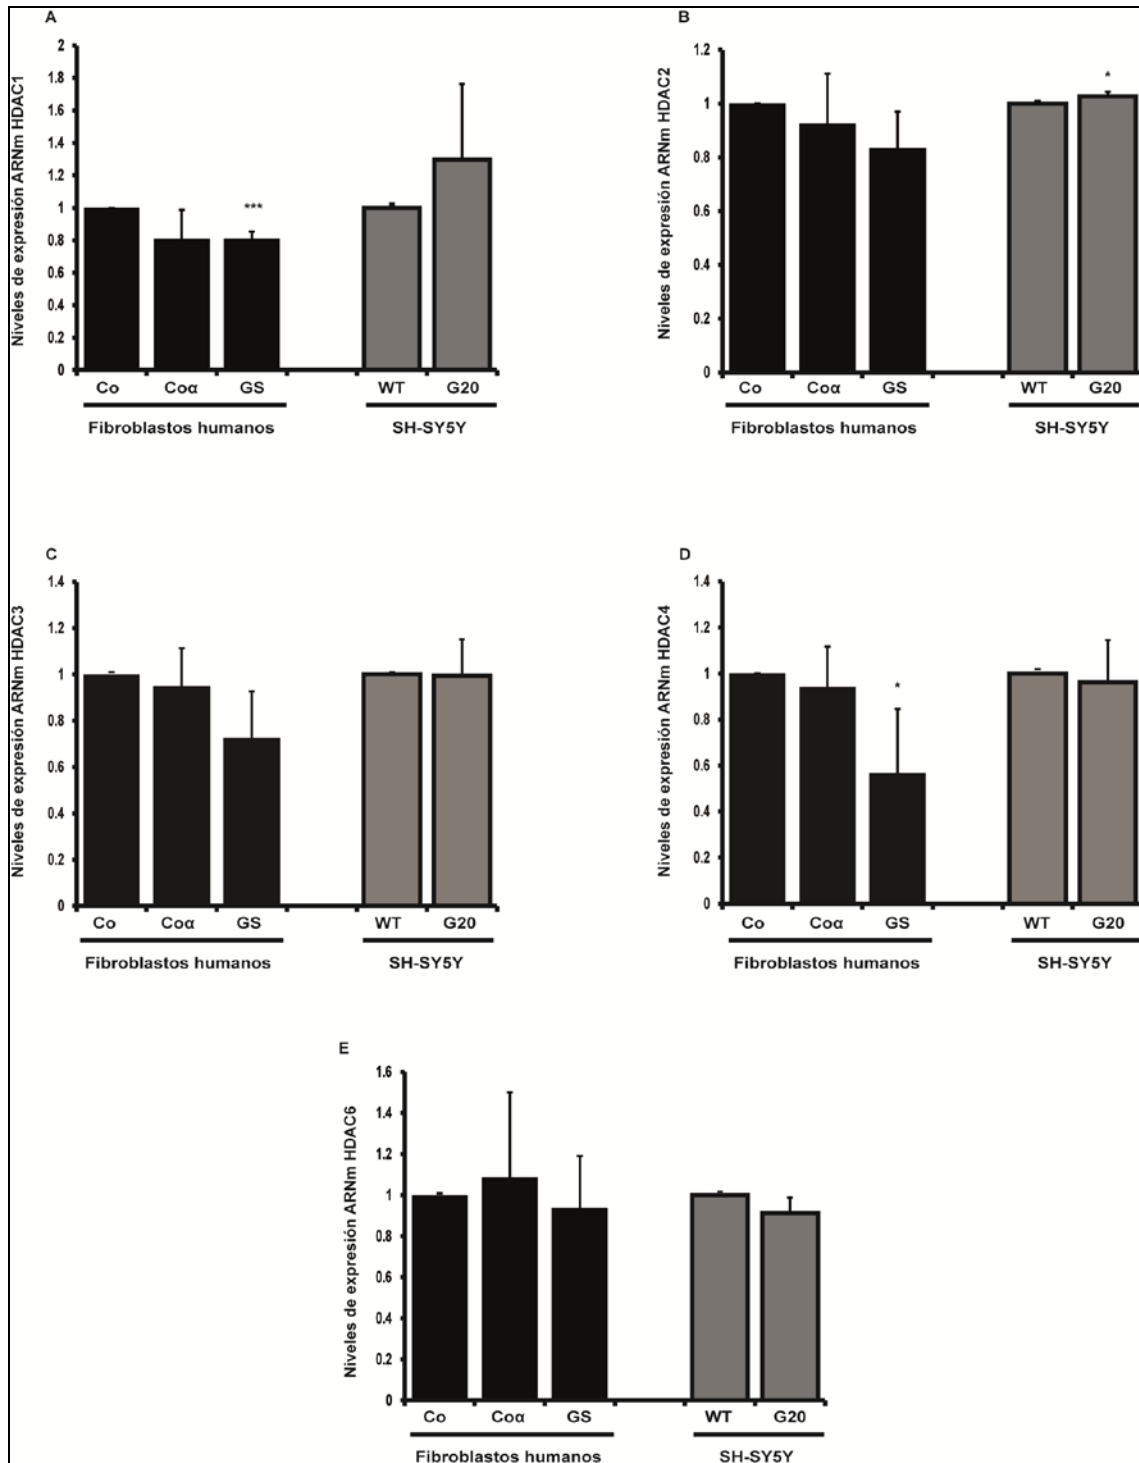 A
Niveles de expresión ARNm HDAC1
2
1.8
1.6
1.4
1.2
1
0.8
0.6
0.4
0.2
0
***
Co Coα GS WT G20
Fibroblastos humanos SH-SY5Y
B
Niveles de expresión ARNm HDAC2
1.2
1
0.8
0.6
0.4
0.2
0
*
Co Coα GS WT G20
Fibroblastos humanos SH-SY5Y
C
Niveles de expresión ARNm HDAC3
1.4
1.2
1
0.8
0.6
0.4
0.2
0
Co Coα GS WT G20
Fibroblastos humanos SH-SY5Y
D
Niveles de expresión ARNm HDAC4
1.4
1.2
1
0.8
0.6
0.4
0.2
0
*
Co Coα GS WT G20
Fibroblastos humanos SH-SY5Y
E
Niveles de expresión ARNm HDAC6
1.6
1.4
1.2
1
0.8
0.6
0.4
0.2
0
Co Coα GS WT G20
Fibroblastos humanos SH-SY5Y